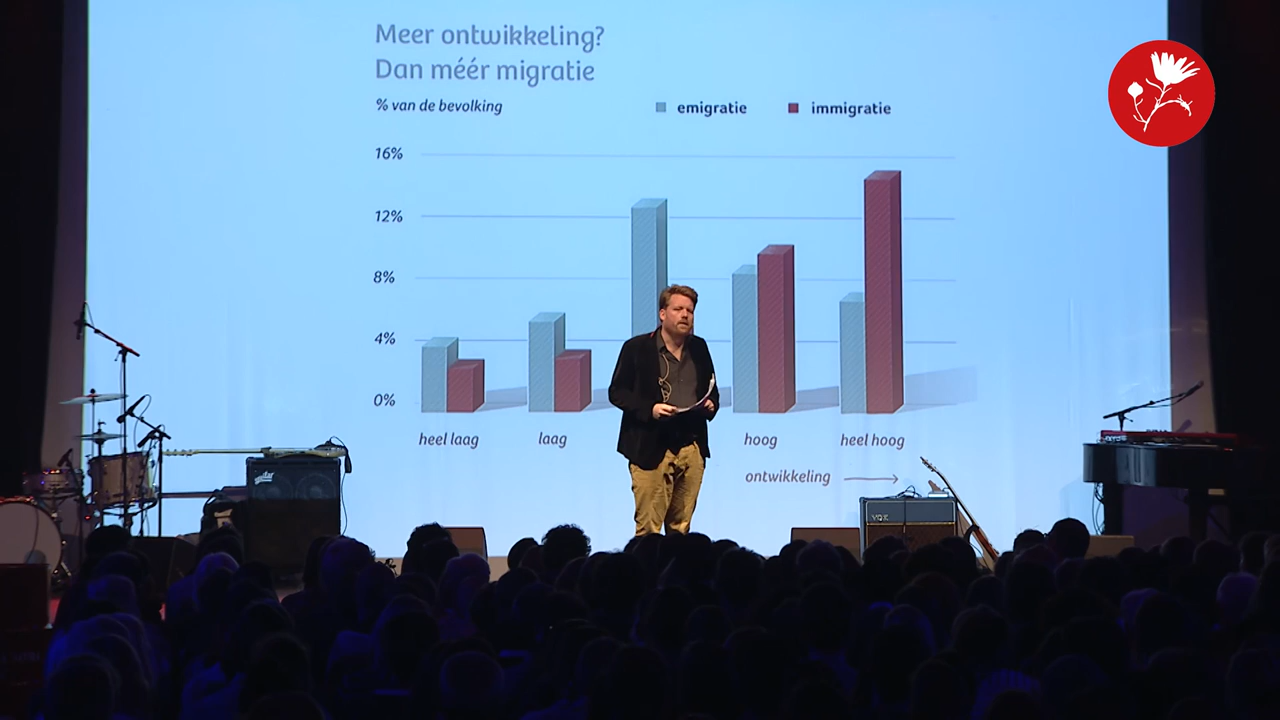 Meer ontwikkeling?
Dan méér migratie
% van de bevolking
emigratie
immigratie
16%
12%
8%
4%
0%
heel laag
laag
hoog
heel hoog
ontwikkeling
VOX